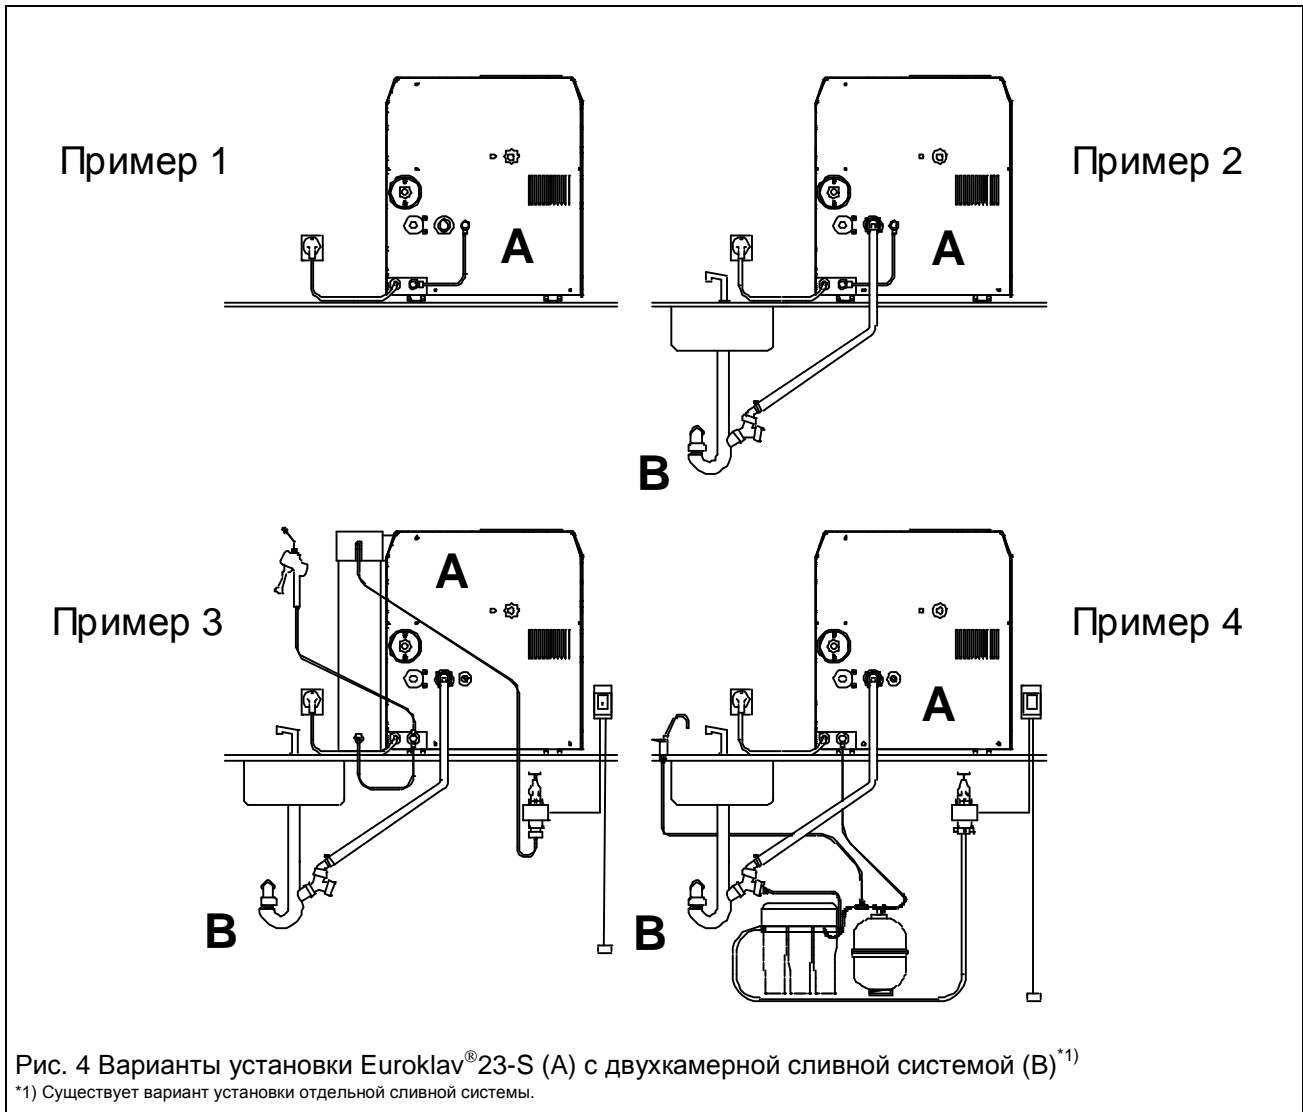 Пример 1
A
Пример 2
A
B
Пример 3
A
B
Пример 4
A
B
Рис. 4 Варианты установки Euroklav®23-S (A) с двухкамерной сливной системой (B)*1)
*1) Существует вариант установки отдельной сливной системы.